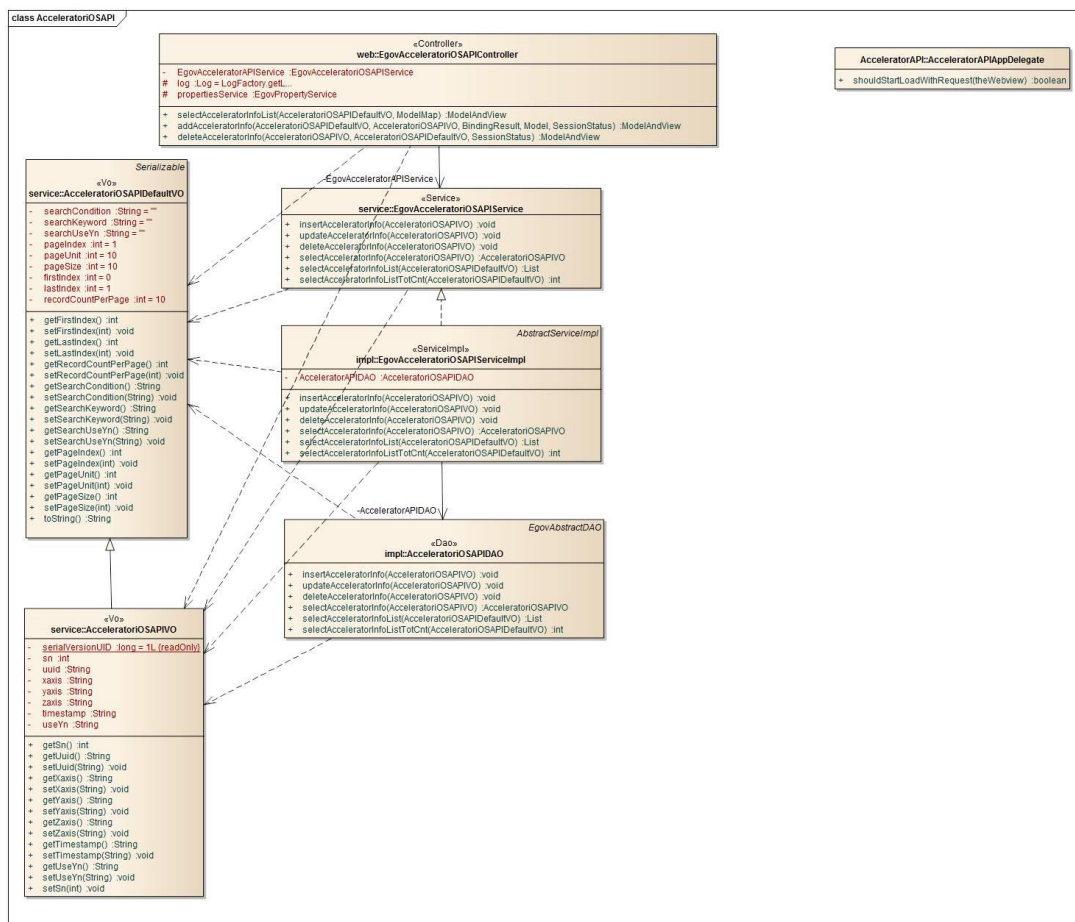 class AcceleratoriOSAPI
«Controller»
web::EgovAcceleratoriOSAPIController
- EgovAcceleratorAPIService :EgovAcceleratoriOSAPIService
# log :Log = LogFactory.getL...
# propertiesService :EgovPropertyService
+ selectAcceleratorInfoList(AcceleratoriOSAPIDefaultVO, ModelMap) :ModelAndView
+ addAcceleratorInfo(AcceleratoriOSAPIDefaultVO, AcceleratoriOSAPIVO, BindingResult, Model, SessionStatus) :ModelAndView
+ deleteAcceleratorInfo(AcceleratoriOSAPIVO, AcceleratoriOSAPIDefaultVO, SessionStatus) :ModelAndView
AcceleratorAPI::AcceleratorAPIAppDelegate
+ shouldStartLoadWithRequest(theWebview) :boolean
Serializable
«Vo»
service::AcceleratoriOSAPIDefaultVO
- searchCondition :String = ""
- searchKeyword :String = ""
- searchUseYn :String = ""
- pageIndex :int = 1
- pageUnit :int = 10
- pageSize :int = 10
- firstIndex :int = 0
- lastIndex :int = 1
- recordCountPerPage :int = 10
+ getFirstIndex() :int
+ setFirstIndex(int) :void
+ getLastIndex() :int
+ setLastIndex(int) :void
+ getRecordCountPerPage() :int
+ setRecordCountPerPage(int) :void
+ getSearchCondition() :String
+ setSearchCondition(String) :void
+ getSearchKeyword() :String
+ setSearchKeyword(String) :void
+ getSearchUseYn() :String
+ setSearchUseYn(String) :void
+ getPageIndex() :int
+ setPageIndex(int) :void
+ getPageUnit() :int
+ setPageUnit(int) :void
+ getPageSize() :int
+ setPageSize(int) :void
+ toString() :String
-EgovAcceleratorAPIService
«Service»
service::EgovAcceleratoriOSAPIService
+ insertAcceleratorInfo(AcceleratoriOSAPIVO) :void
+ updateAcceleratorInfo(AcceleratoriOSAPIVO) :void
+ deleteAcceleratorInfo(AcceleratoriOSAPIVO) :void
+ selectAcceleratorInfo(AcceleratoriOSAPIVO) :AcceleratoriOSAPIVO
+ selectAcceleratorInfoList(AcceleratoriOSAPIDefaultVO) :List
+ selectAcceleratorInfoListTotCnt(AcceleratoriOSAPIDefaultVO) :int
AbstractServiceImpl
«ServiceImpl»
impl::EgovAcceleratoriOSAPIServiceImpl
- AcceleratorAPIDAO :AcceleratoriOSAPIDAO
+ insertAcceleratorInfo(AcceleratoriOSAPIVO) :void
+ updateAcceleratorInfo(AcceleratoriOSAPIVO) :void
+ deleteAcceleratorInfo(AcceleratoriOSAPIVO) :void
+ selectAcceleratorInfo(AcceleratoriOSAPIVO) :AcceleratoriOSAPIVO
+ selectAcceleratorInfoList(AcceleratoriOSAPIDefaultVO) :List
+ selectAcceleratorInfoListTotCnt(AcceleratoriOSAPIDefaultVO) :int
-AcceleratorAPIDAO
EgovAbstractDAO
«Dao»
impl::AcceleratoriOSAPIDAO
+ insertAcceleratorInfo(AcceleratoriOSAPIVO) :void
+ updateAcceleratorInfo(AcceleratoriOSAPIVO) :void
+ deleteAcceleratorInfo(AcceleratoriOSAPIVO) :void
+ selectAcceleratorInfo(AcceleratoriOSAPIVO) :AcceleratoriOSAPIVO
+ selectAcceleratorInfoList(AcceleratoriOSAPIDefaultVO) :List
+ selectAcceleratorInfoListTotCnt(AcceleratoriOSAPIDefaultVO) :int
«Vo»
service::AcceleratoriOSAPIVO
- serialVersionUID :long = 1L {readOnly}
- sn :int
- uuid :String
- xaxis :String
- yaxis :String
- zaxis :String
- timestamp :String
- useYn :String
+ getSn() :int
+ getUuid() :String
+ setUuid(String) :void
+ getXaxis() :String
+ setXaxis(String) :void
+ getYaxis() :String
+ setYaxis(String) :void
+ getZaxis() :String
+ setZaxis(String) :void
+ getTimestamp() :String
+ setTimestamp(String) :void
+ getUseYn() :String
+ setUseYn(String) :void
+ setSn(int) :void